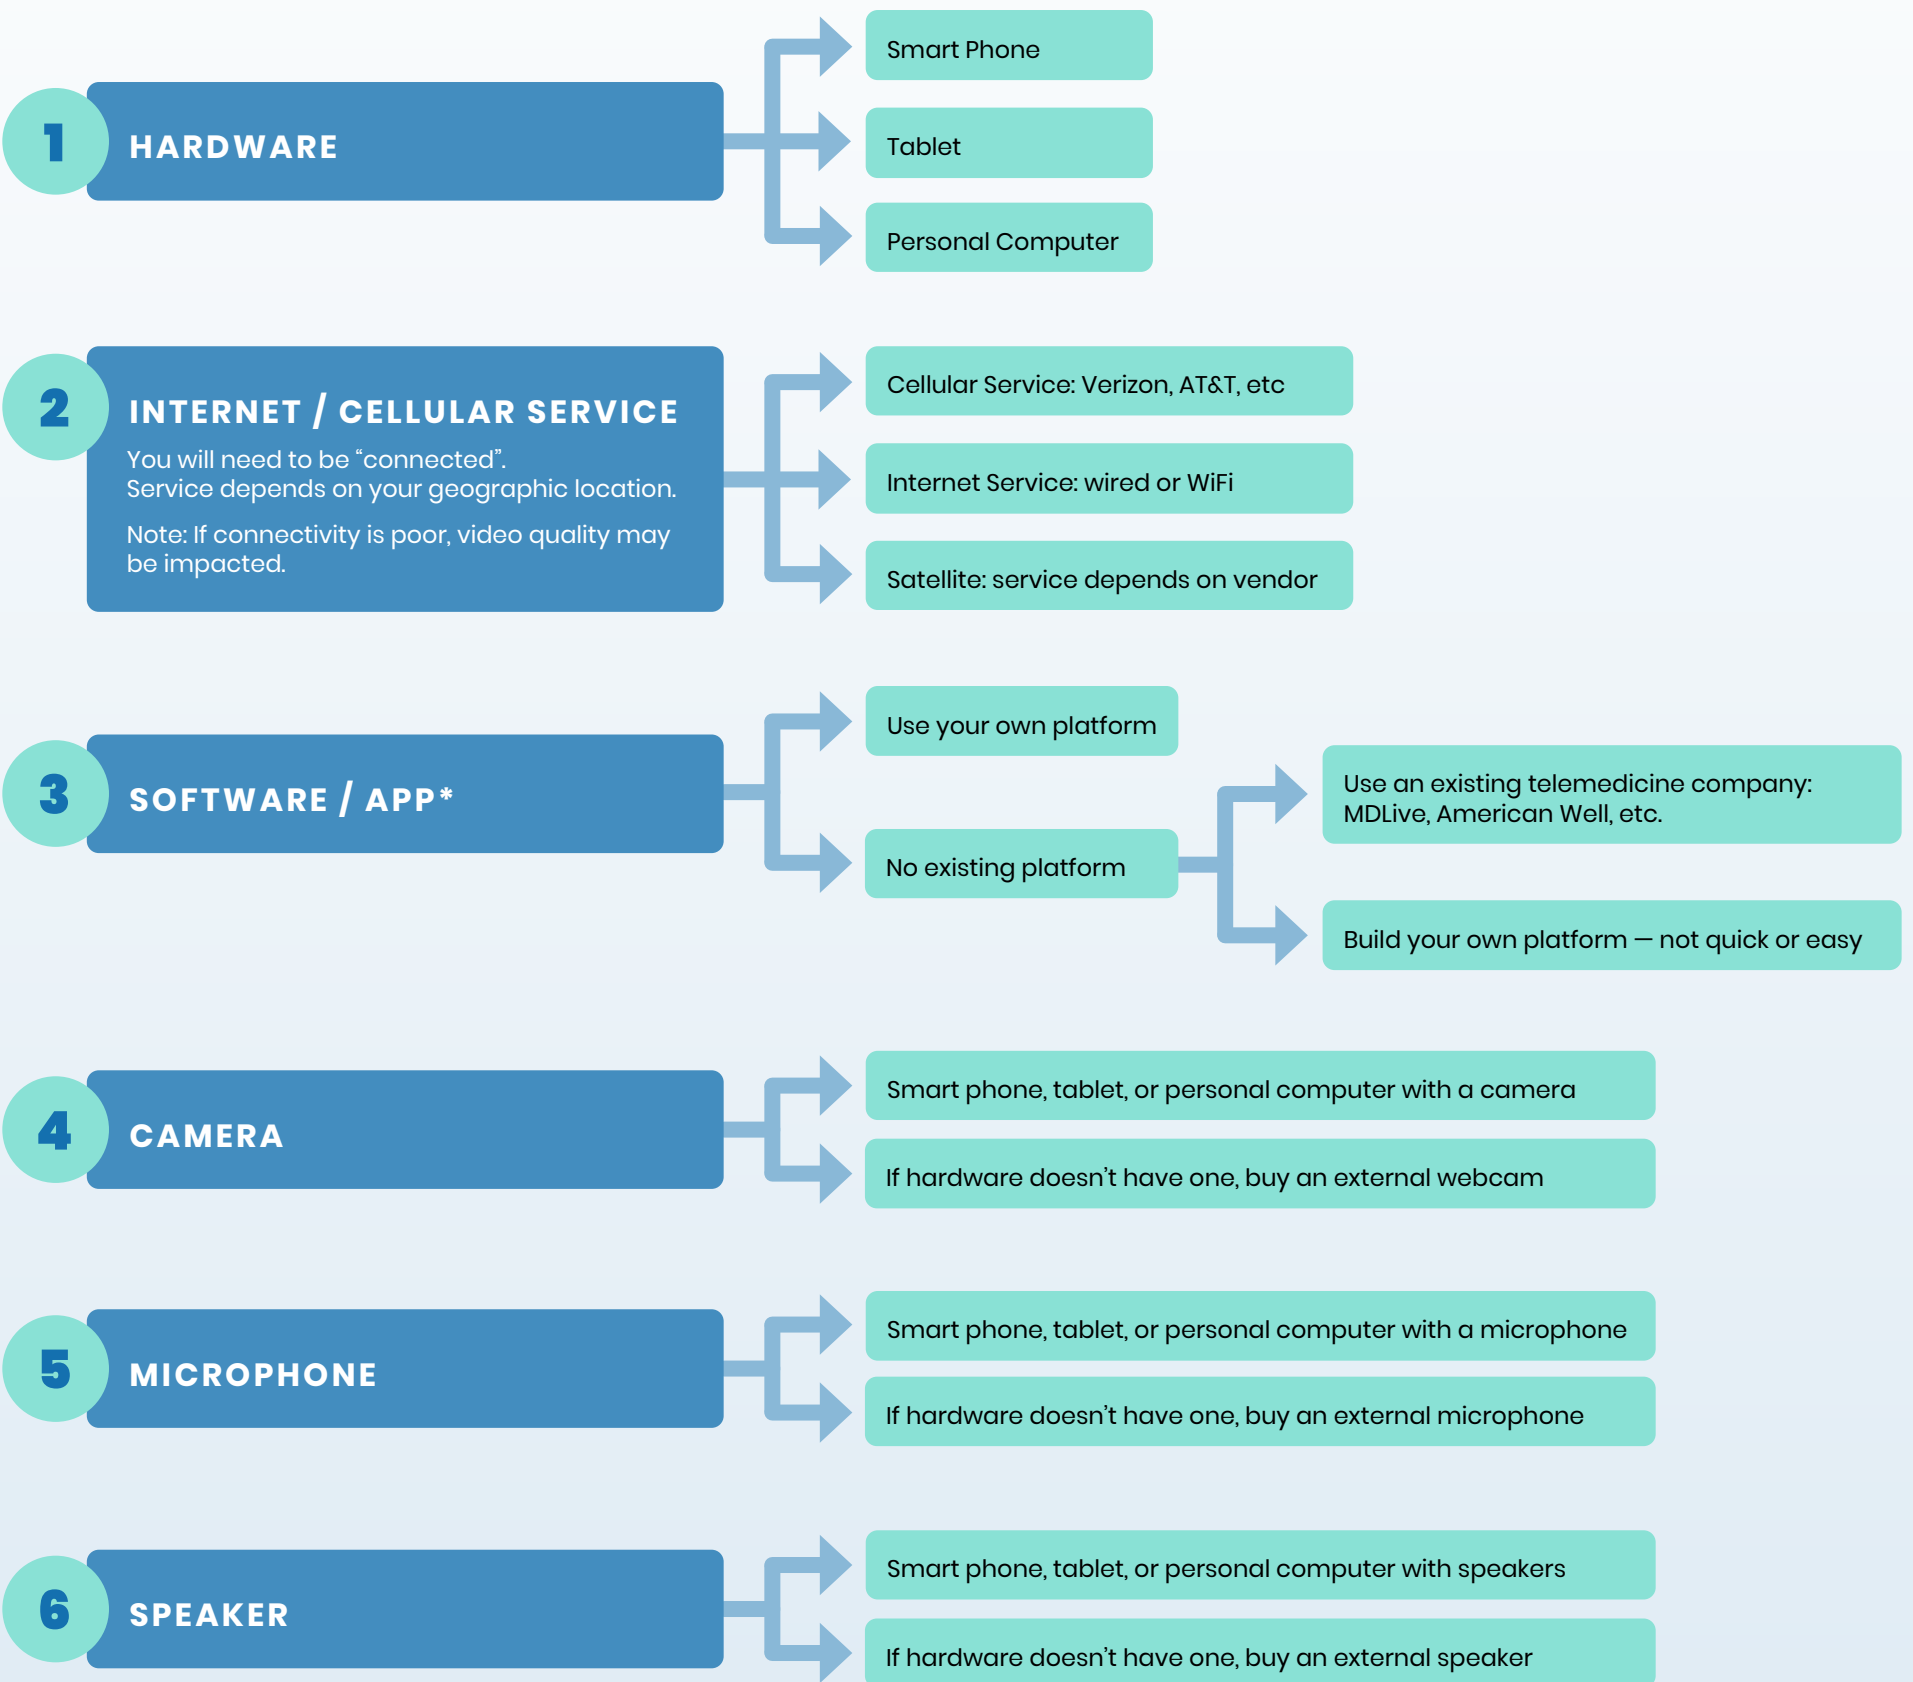 1
HARDWARE
Smart Phone
Tablet
Personal Computer
2
INTERNET / CELLULAR SERVICE
You will need to be “connected”.
Service depends on your geographic location.
Note: If connectivity is poor, video quality may
be impacted.
Cellular Service: Verizon, AT&T, etc
Internet Service: wired or WiFi
Satellite: service depends on vendor
3
SOFTWARE / APP*
Use your own platform
No existing platform
Use an existing telemedicine company:
MDLive, American Well, etc.
Build your own platform — not quick or easy
4
CAMERA
Smart phone, tablet, or personal computer with a camera
If hardware doesn’t have one, buy an external webcam
5
MICROPHONE
Smart phone, tablet, or personal computer with a microphone
If hardware doesn’t have one, buy an external microphone
6
SPEAKER
Smart phone, tablet, or personal computer with speakers
If hardware doesn’t have one, buy an external speaker